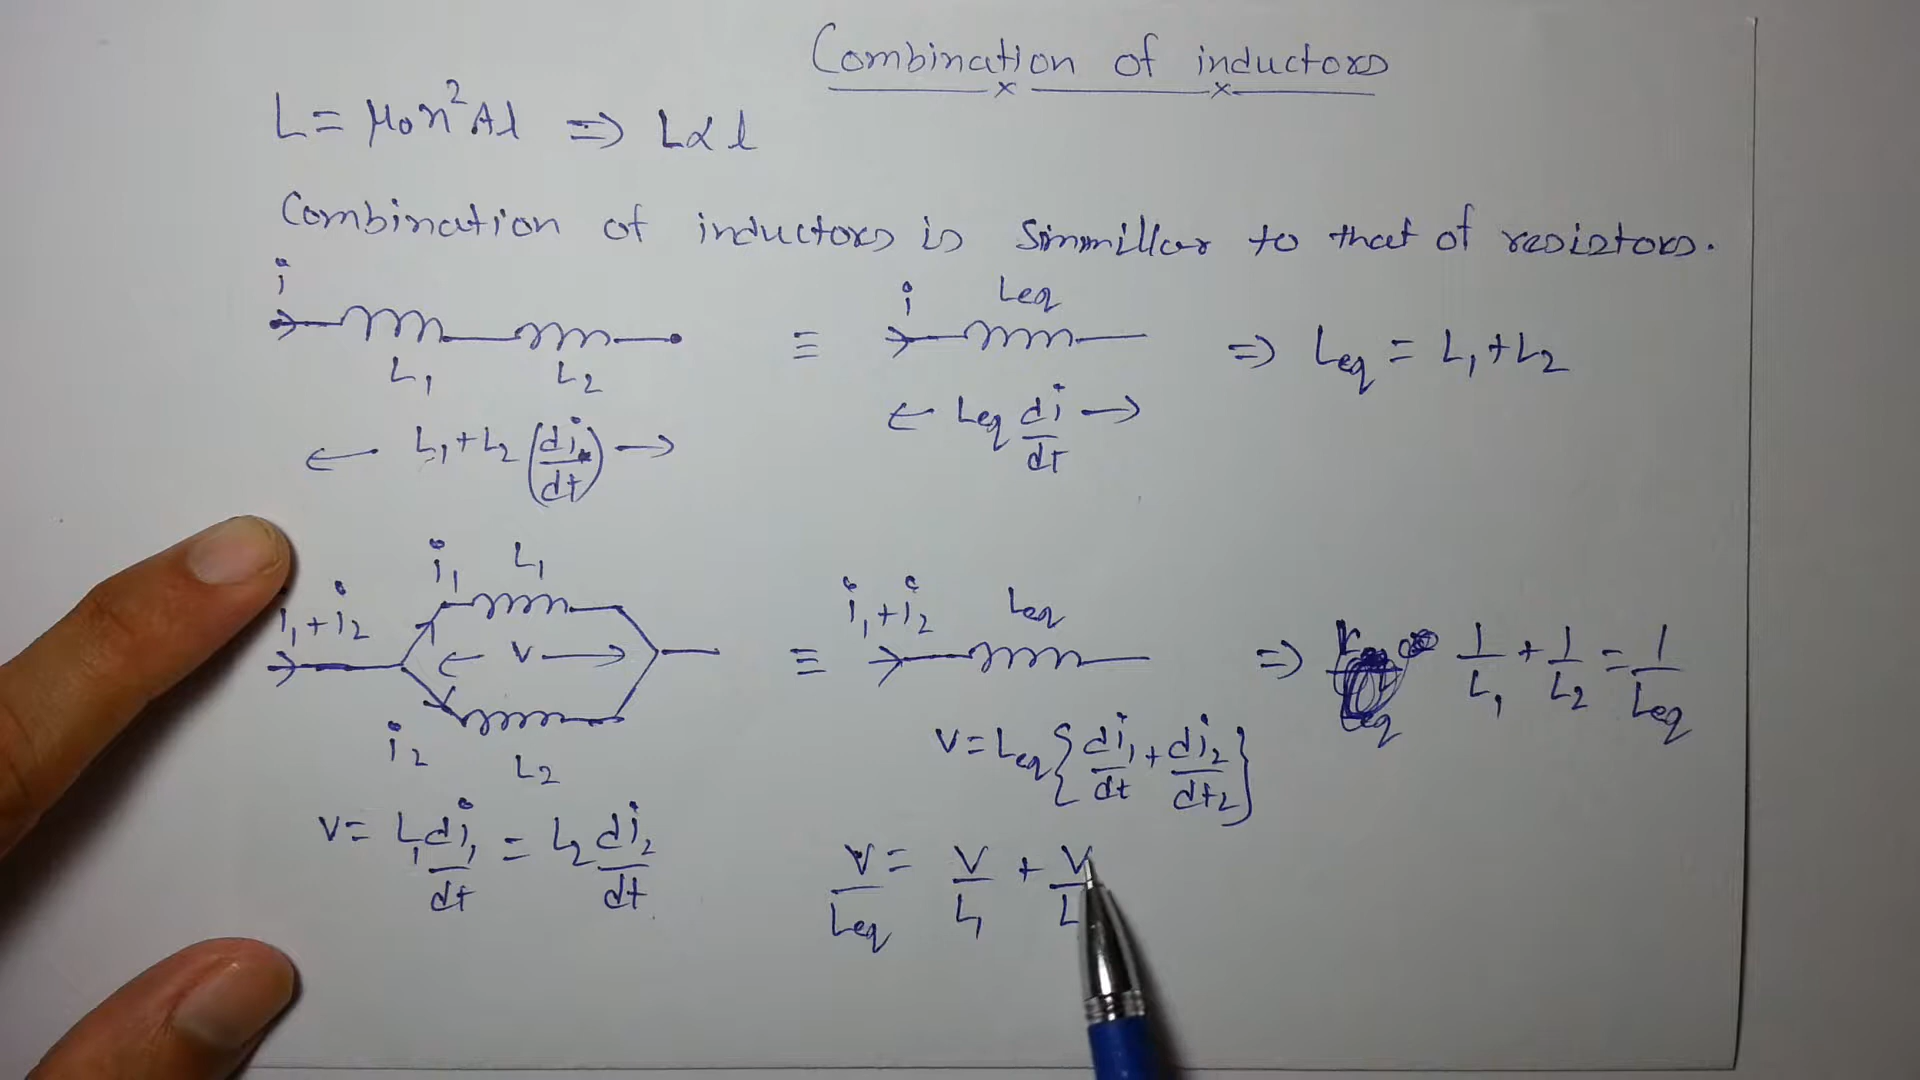 Combination of inductors
L = μ₀n²Al ⇒ L ∝ l
Combination of inductors is Simmillar to that of resistors.
i
L₁ L₂
≡
i Leq
⇒ Leq = L₁+L₂
← L₁+L₂ (di/dt) →
← Leq di/dt →
i₁ L₁
i₁+i₂
← V →
i₂ L₂
≡
i₁+i₂ Leq
⇒ 1/L₁ + 1/L₂ = 1/Leq
V = Leq {di₁/dt + di₂/dt₂}
V = L₁ di₁/dt = L₂ di₂/dt
V/Leq = V/L₁ + V/L